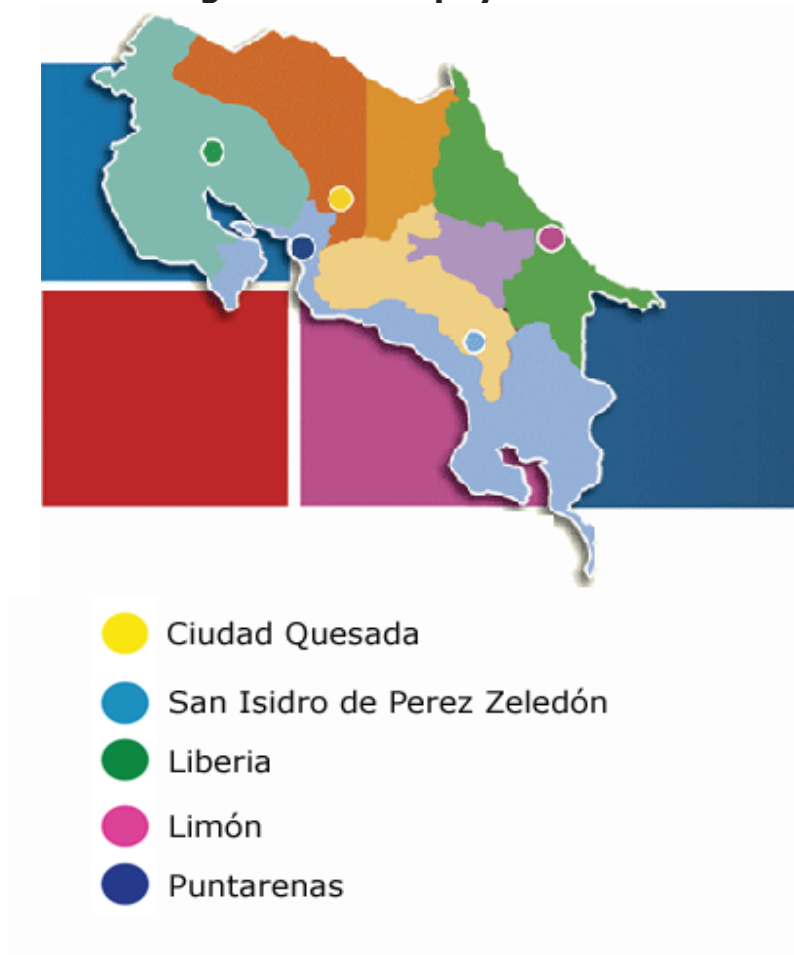 Ciudad Quesada
San Isidro de Perez Zeledón
Liberia
Limón
Puntarenas